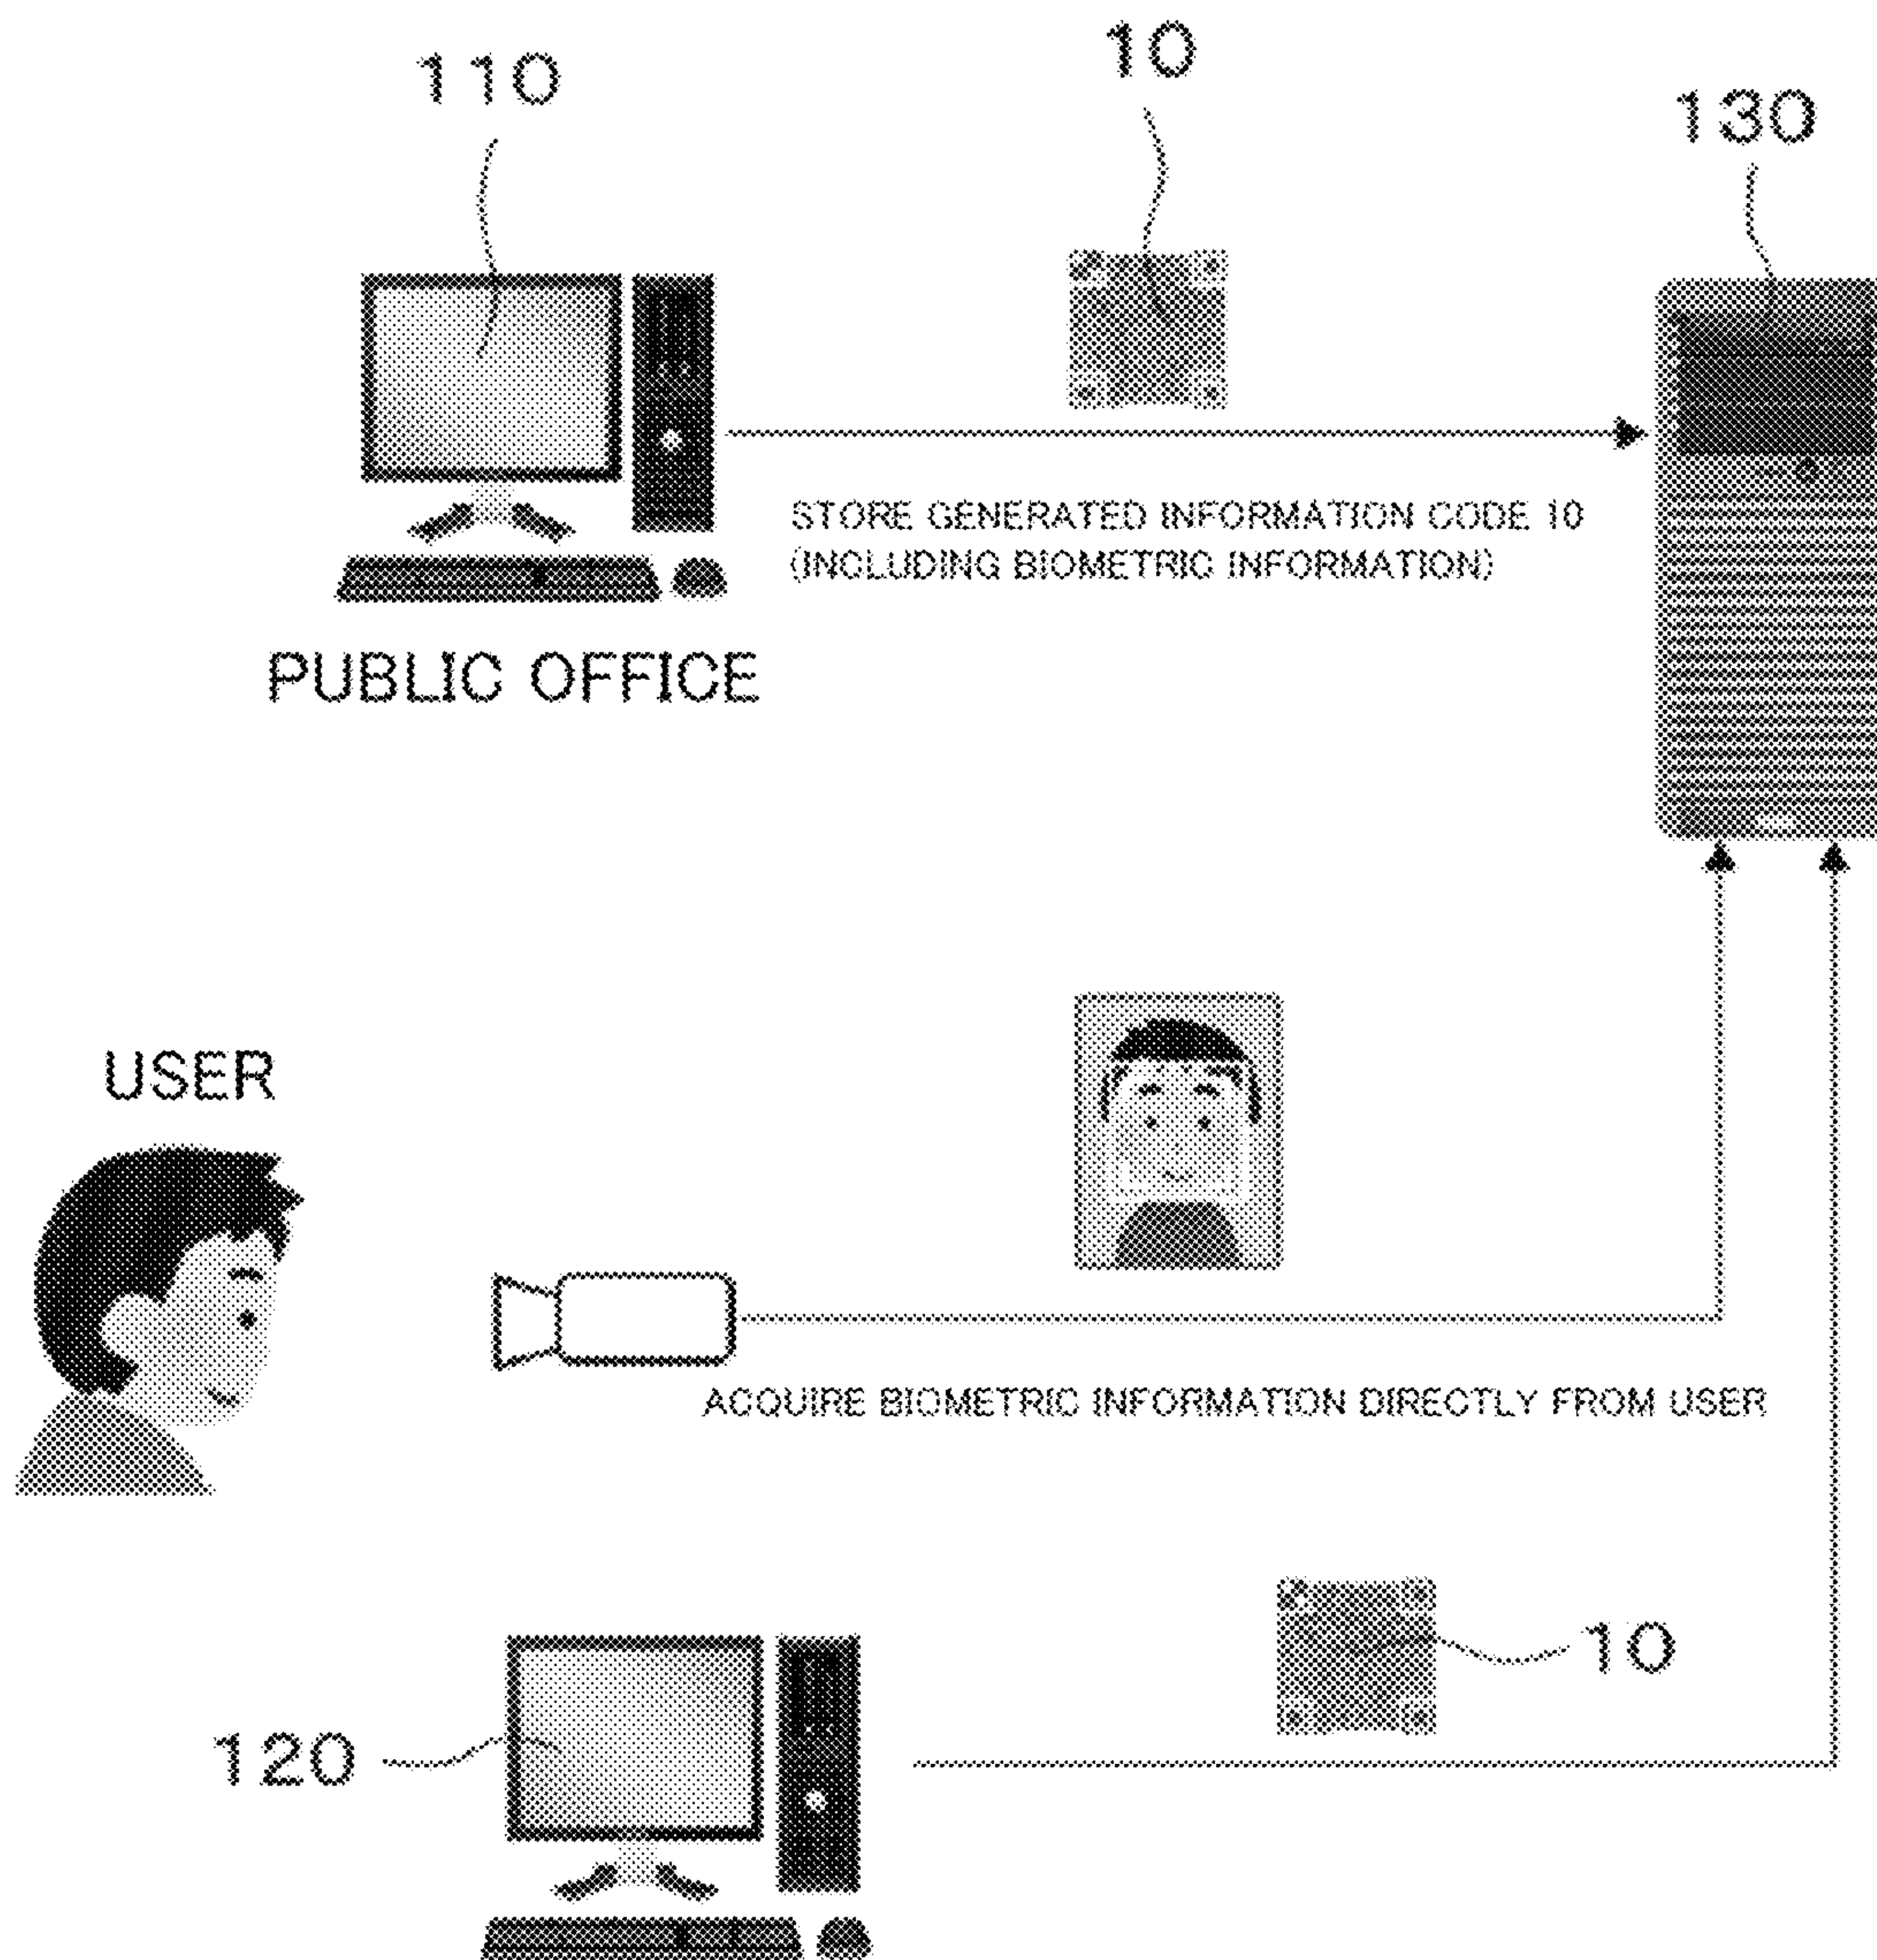 110
10
130
STORE GENERATED INFORMATION CODE 10
(INCLUDING BIOMETRIC INFORMATION)
PUBLIC OFFICE
USER
ACQUIRE BIOMETRIC INFORMATION DIRECTLY FROM USER
10
120